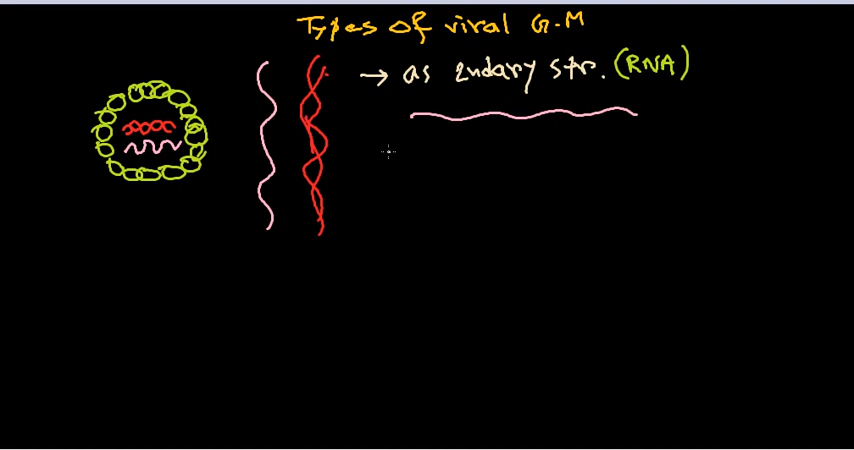 Types of viral G.M
→ as 2ndary str. (RNA)